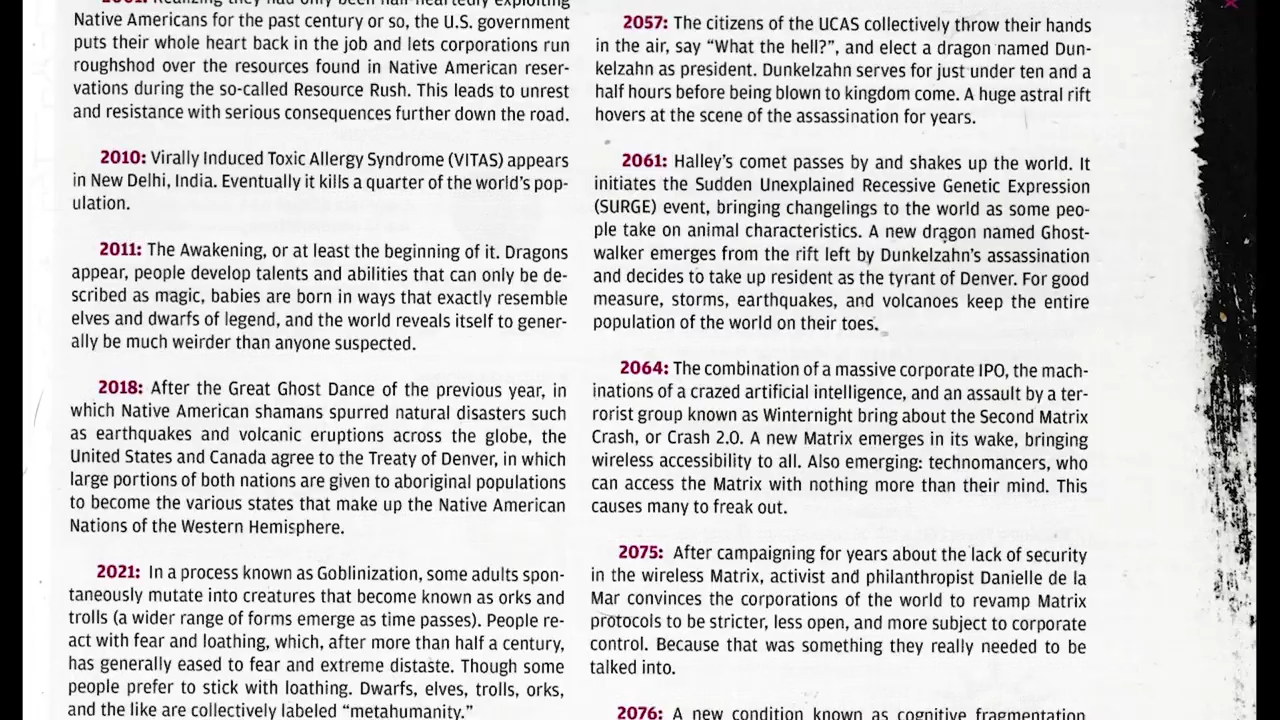 Native Americans for the past century or so, the U.S. government
puts their whole heart back in the job and lets corporations run
roughshod over the resources found in Native American reser-
vations during the so-called Resource Rush. This leads to unrest
and resistance with serious consequences further down the road.
2010: Virally Induced Toxic Allergy Syndrome (VITAS) appears
in New Delhi, India. Eventually it kills a quarter of the world's pop-
ulation.
2011: The Awakening, or at least the beginning of it. Dragons
appear, people develop talents and abilities that can only be de-
scribed as magic, babies are born in ways that exactly resemble
elves and dwarfs of legend, and the world reveals itself to gener-
ally be much weirder than anyone suspected.
2018: After the Great Ghost Dance of the previous year, in
which Native American shamans spurred natural disasters such
as earthquakes and volcanic eruptions across the globe, the
United States and Canada agree to the Treaty of Denver, in which
large portions of both nations are given to aboriginal populations
to become the various states that make up the Native American
Nations of the Western Hemisphere.
2021: In a process known as Goblinization, some adults spon-
taneously mutate into creatures that become known as orks and
trolls (a wider range of forms emerge as time passes). People re-
act with fear and loathing, which, after more than half a century,
has generally eased to fear and extreme distaste. Though some
people prefer to stick with loathing. Dwarfs, elves, trolls, orks,
and the like are collectively labeled "metahumanity."
2057: The citizens of the UCAS collectively throw their hands
in the air, say "What the hell?", and elect a dragon named Dun-
kelzahn as president. Dunkelzahn serves for just under ten and a
half hours before being blown to kingdom come. A huge astral rift
hovers at the scene of the assassination for years.
2061: Halley's comet passes by and shakes up the world. It
initiates the Sudden Unexplained Recessive Genetic Expression
(SURGE) event, bringing changelings to the world as some peo-
ple take on animal characteristics. A new dragon named Ghost-
walker emerges from the rift left by Dunkelzahn's assassination
and decides to take up resident as the tyrant of Denver. For good
measure, storms, earthquakes, and volcanoes keep the entire
population of the world on their toes.
2064: The combination of a massive corporate IPO, the mach-
inations of a crazed artificial intelligence, and an assault by a ter-
rorist group known as Winternight bring about the Second Matrix
Crash, or Crash 2.0. A new Matrix emerges in its wake, bringing
wireless accessibility to all. Also emerging: technomancers, who
can access the Matrix with nothing more than their mind. This
causes many to freak out.
2075: After campaigning for years about the lack of security
in the wireless Matrix, activist and philanthropist Danielle de la
Mar convinces the corporations of the world to revamp Matrix
protocols to be stricter, less open, and more subject to corporate
control. Because that was something they really needed to be
talked into.
2076: A new condition known as cognitive fragmentation